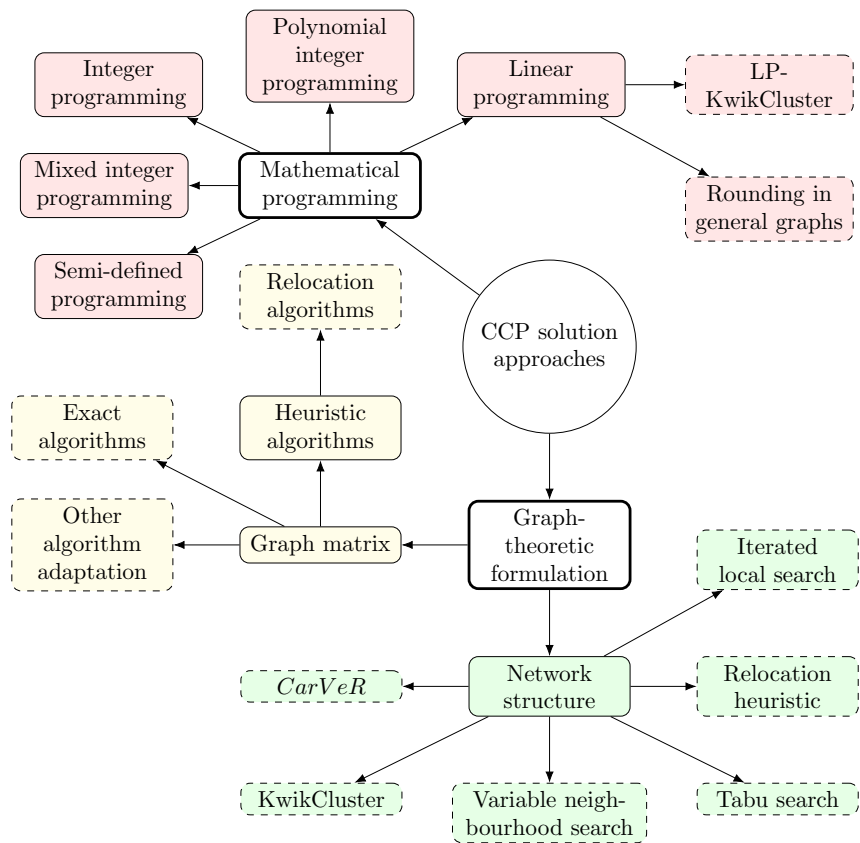 Polynomial
integer
programming
Integer
programming
Linear
programming
LP-
KwikCluster
Mixed integer
programming
Mathematical
programming
Rounding in
general graphs
Semi-defined
programming
Relocation
algorithms
CCP solution
approaches
Exact
algorithms
Heuristic
algorithms
Other
algorithm
adaptation
Graph matrix
Graph-
theoretic
formulation
Iterated
local search
CarVeR
Network
structure
Relocation
heuristic
KwikCluster
Variable neigh-
bourhood search
Tabu search